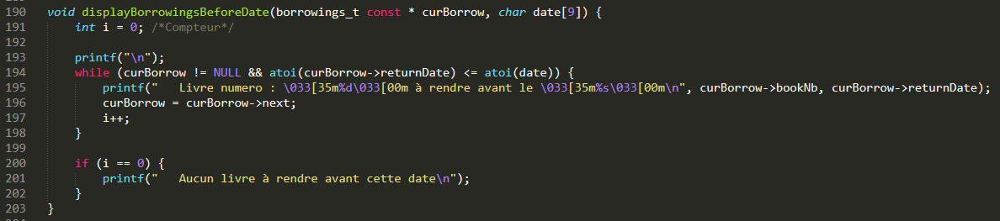 190 void displayBorrowingsBeforeDate(borrowings_t const * curBorrow, char date[9]) {
191     int i = 0; /*Compteur*/
192
193     printf("\n");
194     while (curBorrow != NULL && atoi(curBorrow->returnDate) <= atoi(date)) {
195         printf("   Livre numero : \033[35m%d\033[00m à rendre avant le \033[35m%s\033[00m\n", curBorrow->bookNb, curBorrow->returnDate);
196         curBorrow = curBorrow->next;
197         i++;
198     }
199
200     if (i == 0) {
201         printf("   Aucun livre à rendre avant cette date\n");
202     }
203 }